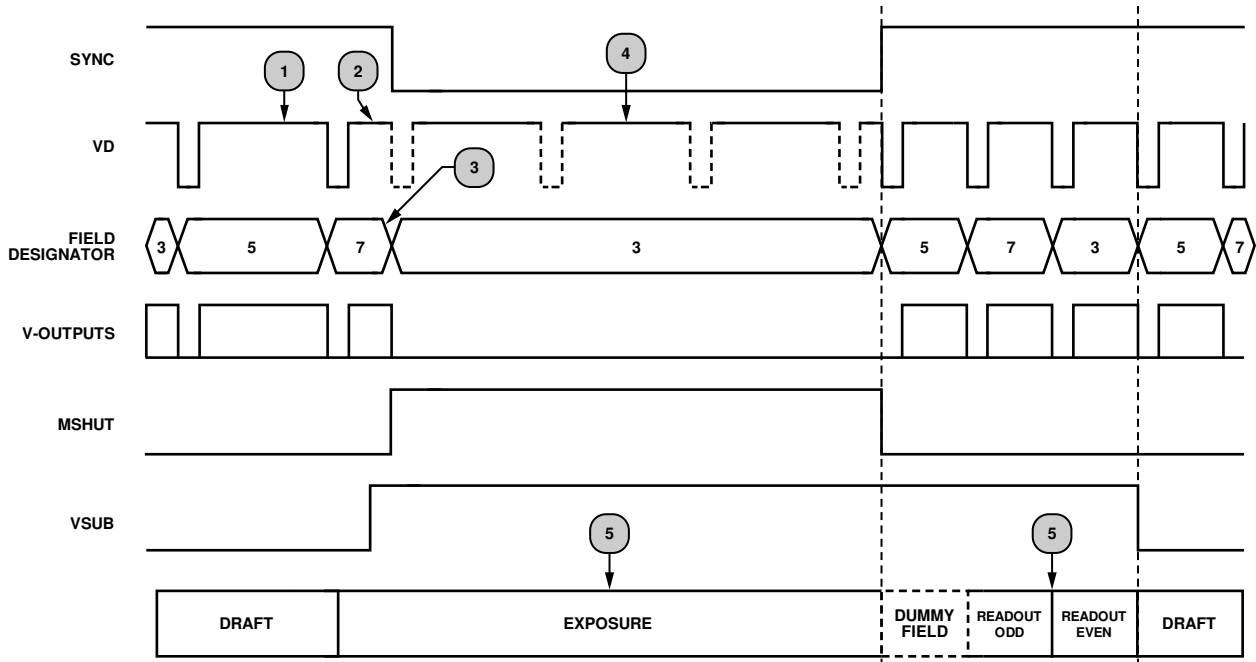 SYNC
1
2
4
VD
3
FIELD
DESIGNATOR
3
5
7
3
5
7
3
5
7
V-OUTPUTS
MSHUT
VSUB
5
5
DRAFT
EXPOSURE
DUMMY
FIELD
READOUT
ODD
READOUT
EVEN
DRAFT